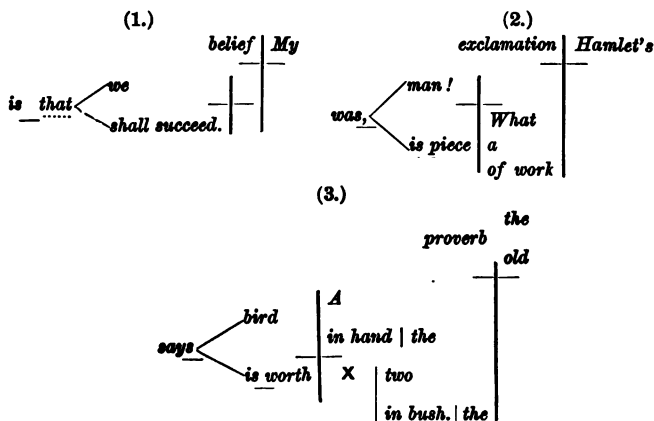 (1.)
belief My
is that we
shall succeed.
(2.)
exclamation Hamlet's
man !
was,
What
is piece a
of work
(3.)
the
proverb
old
A
bird
in hand | the
says
is worth X two
in bush. | the